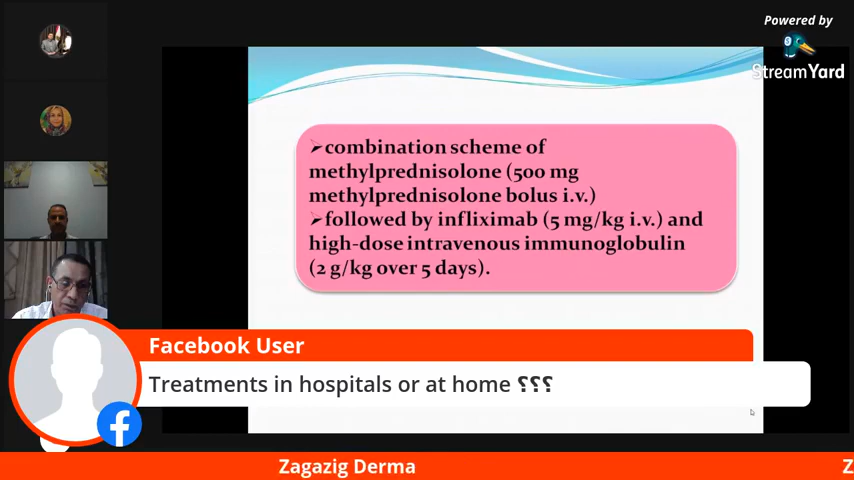 Powered by
StreamYard
➢combination scheme of
methylprednisolone (500 mg
methylprednisolone bolus i.v.)
➢followed by infliximab (5 mg/kg i.v.) and
high-dose intravenous immunoglobulin
(2 g/kg over 5 days).
Facebook User
Treatments in hospitals or at home ؟؟؟
Zagazig Derma
Z